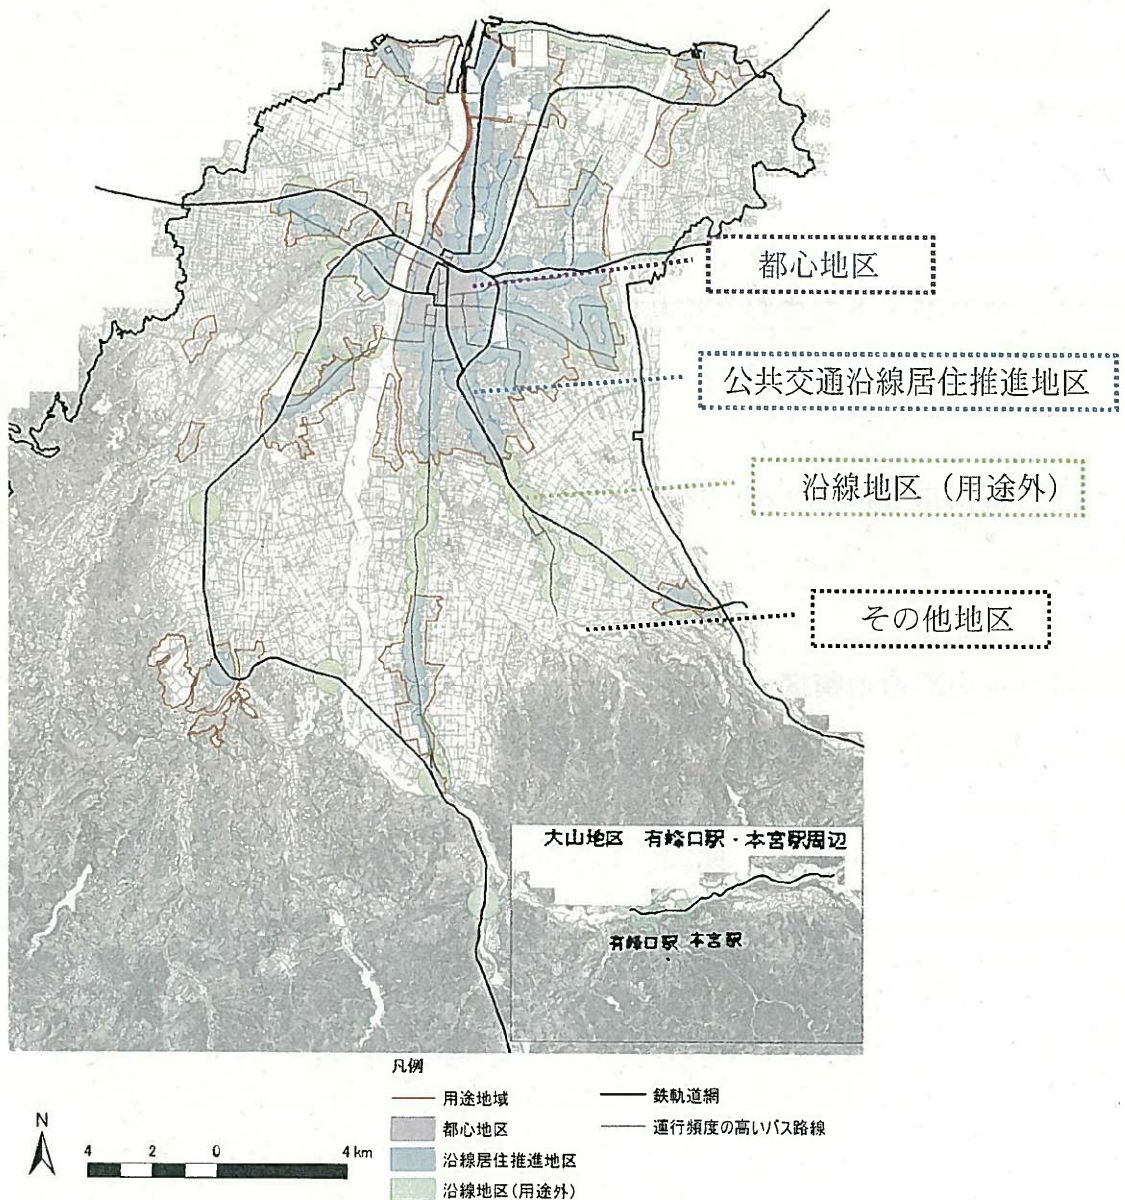 都心地区
公共交通沿線居住推進地区
沿線地区（用途外）
その他地区
大山地区　有峰口駅・本宮駅周辺
有峰口駅 本宮駅
凡例
用途地域
都心地区
沿線居住推進地区
沿線地区(用途外)
鉄軌道網
運行頻度の高いバス路線
N
4 2 0 4 km